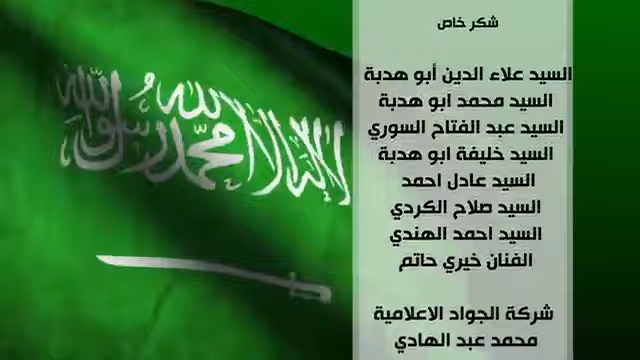 شكر خاص
السيد علاء الدين أبو هدبة
السيد محمد ابو هدبة
السيد عبد الفتاح السوري
السيد خليفة ابو هدبة
السيد عادل احمد
السيد صلاح الكردي
السيد احمد الهندي
الفنان خيري حاتم
شركة الجواد الاعلامية
محمد عبد الهادي
لا إله إلا الله محمد رسول الله